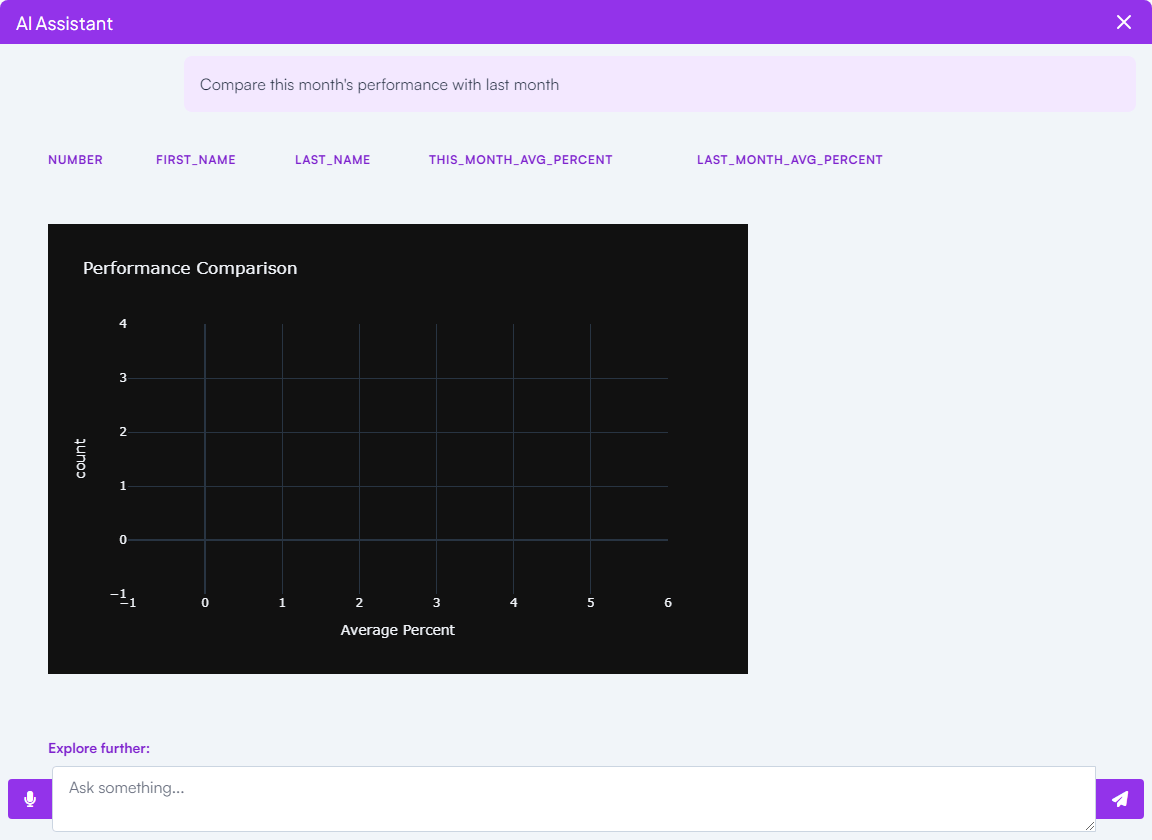 AI Assistant
Compare this month's performance with last month
NUMBER FIRST_NAME LAST_NAME THIS_MONTH_AVG_PERCENT LAST_MONTH_AVG_PERCENT
Performance Comparison
4
3
2
1
0
−1
count
−1 0 1 2 3 4 5 6
Average Percent
Explore further:
Ask something...